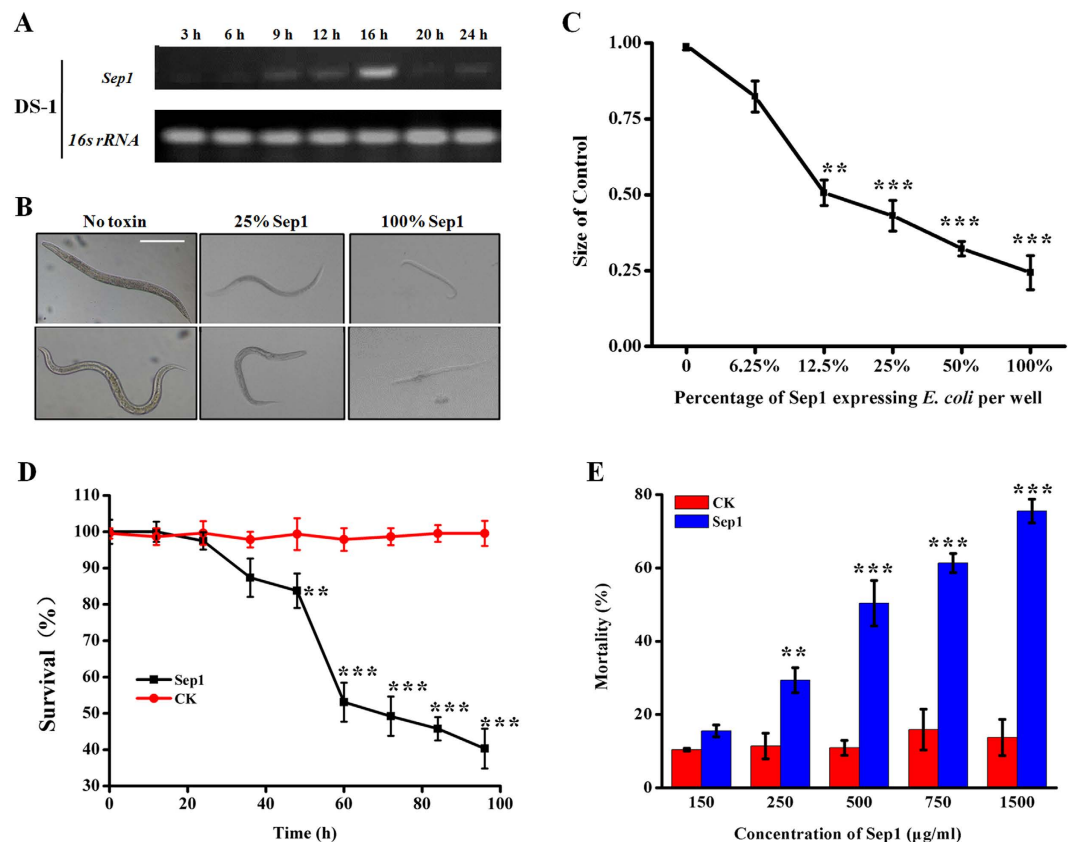 A
3 h 6 h 9 h 12 h 16 h 20 h 24 h
Sep1
DS-1
16s rRNA
B
No toxin 25% Sep1 100% Sep1
C
1.00
0.75
0.50
0.25
0.00
Size of Control
**
***
***
***
0 6.25% 12.5% 25% 50% 100%
Percentage of Sep1 expressing E. coli per well
D
110
100
90
80
70
60
50
40
30
Survival (%)
**
***
***
***
***
Sep1
CK
0 20 40 60 80 100
Time (h)
E
80
60
40
20
0
Mortality (%)
CK
Sep1
**
***
***
***
150 250 500 750 1500
Concentration of Sep1 (µg/ml)